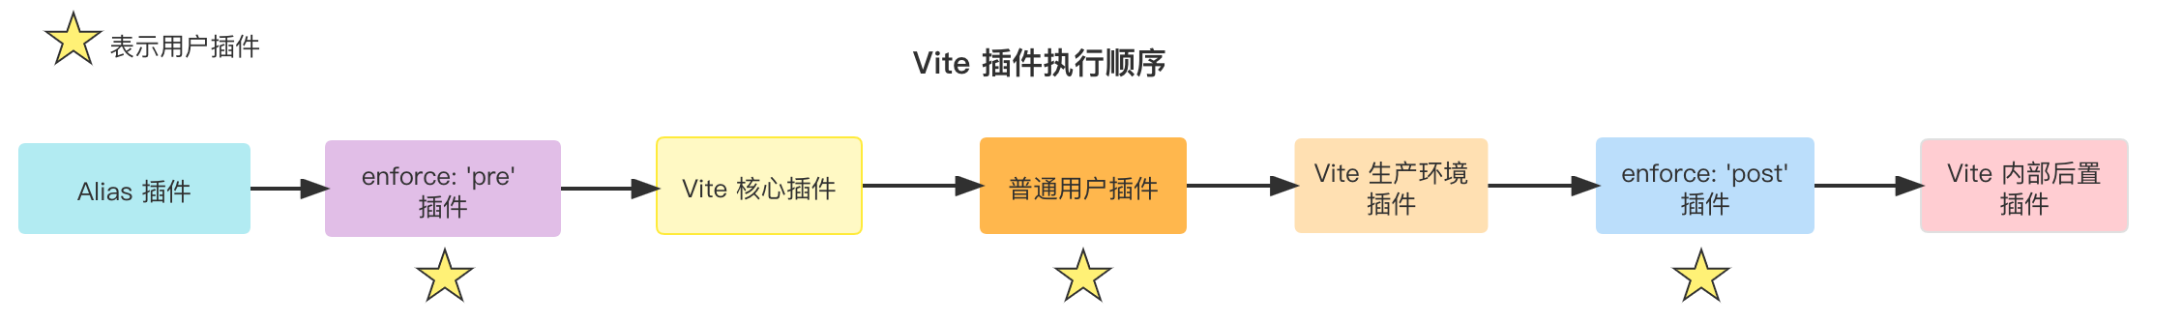 表示用户插件
Vite 插件执行顺序
Alias 插件
enforce: 'pre'
插件
Vite 核心插件
普通用户插件
Vite 生产环境
插件
enforce: 'post'
插件
Vite 内部后置
插件